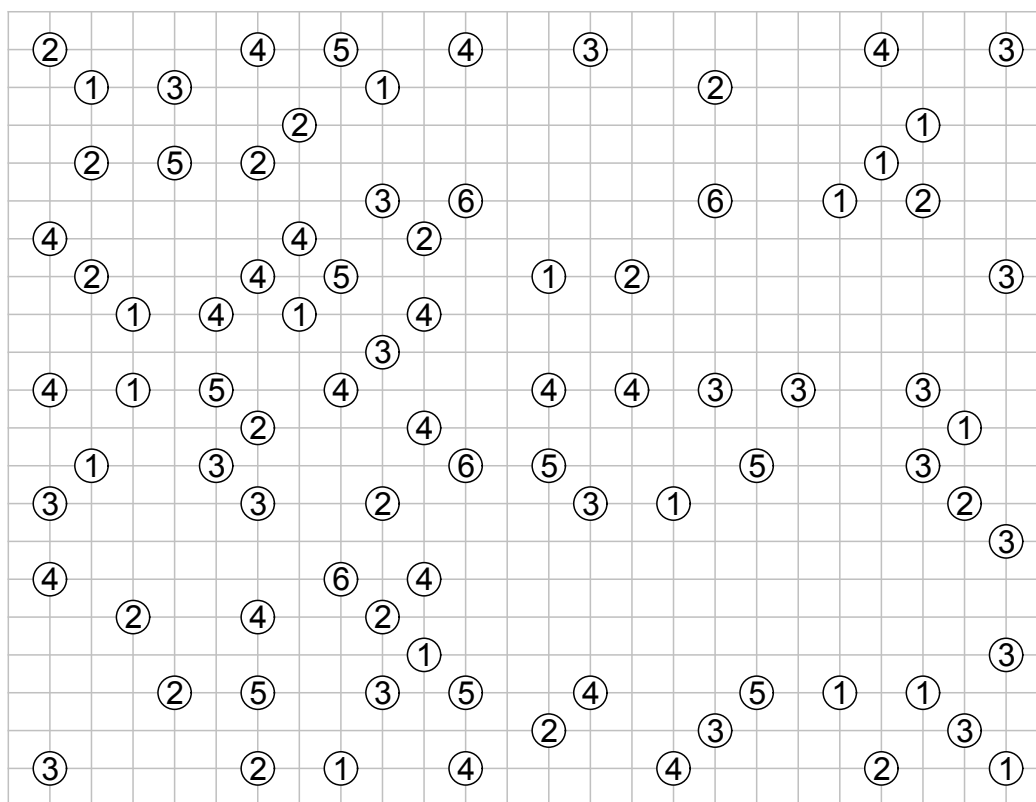 2 4 5 4 3 4 3
1 3 1 2
2 1
2 5 2 1
3 6 6 1 2
4 4 2
2 4 5 1 2 3
1 4 1 4
3
4 1 5 4 4 4 3 3 3
2 4 1
1 3 6 5 5 3
3 3 2 3 1 2
3
4 6 4
2 4 2
1 3
2 5 3 5 4 5 1 1
2 3 3
3 2 1 4 4 2 1